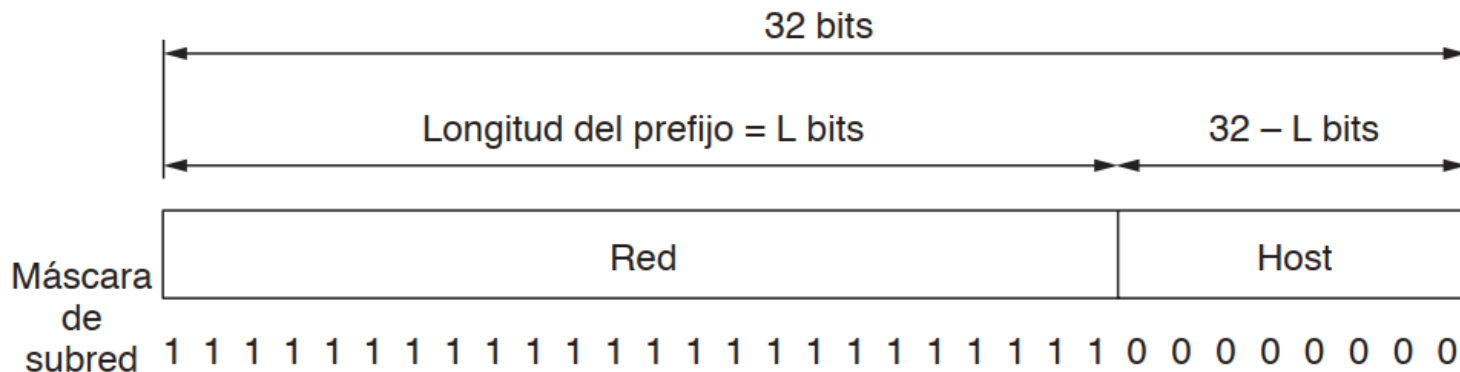 32 bits
Longitud del prefijo = L bits
32 – L bits
Red
Host
Máscara
de
subred
1 1 1 1 1 1 1 1 1 1 1 1 1 1 1 1 1 1 1 1 1 1 1 1 0 0 0 0 0 0 0 0